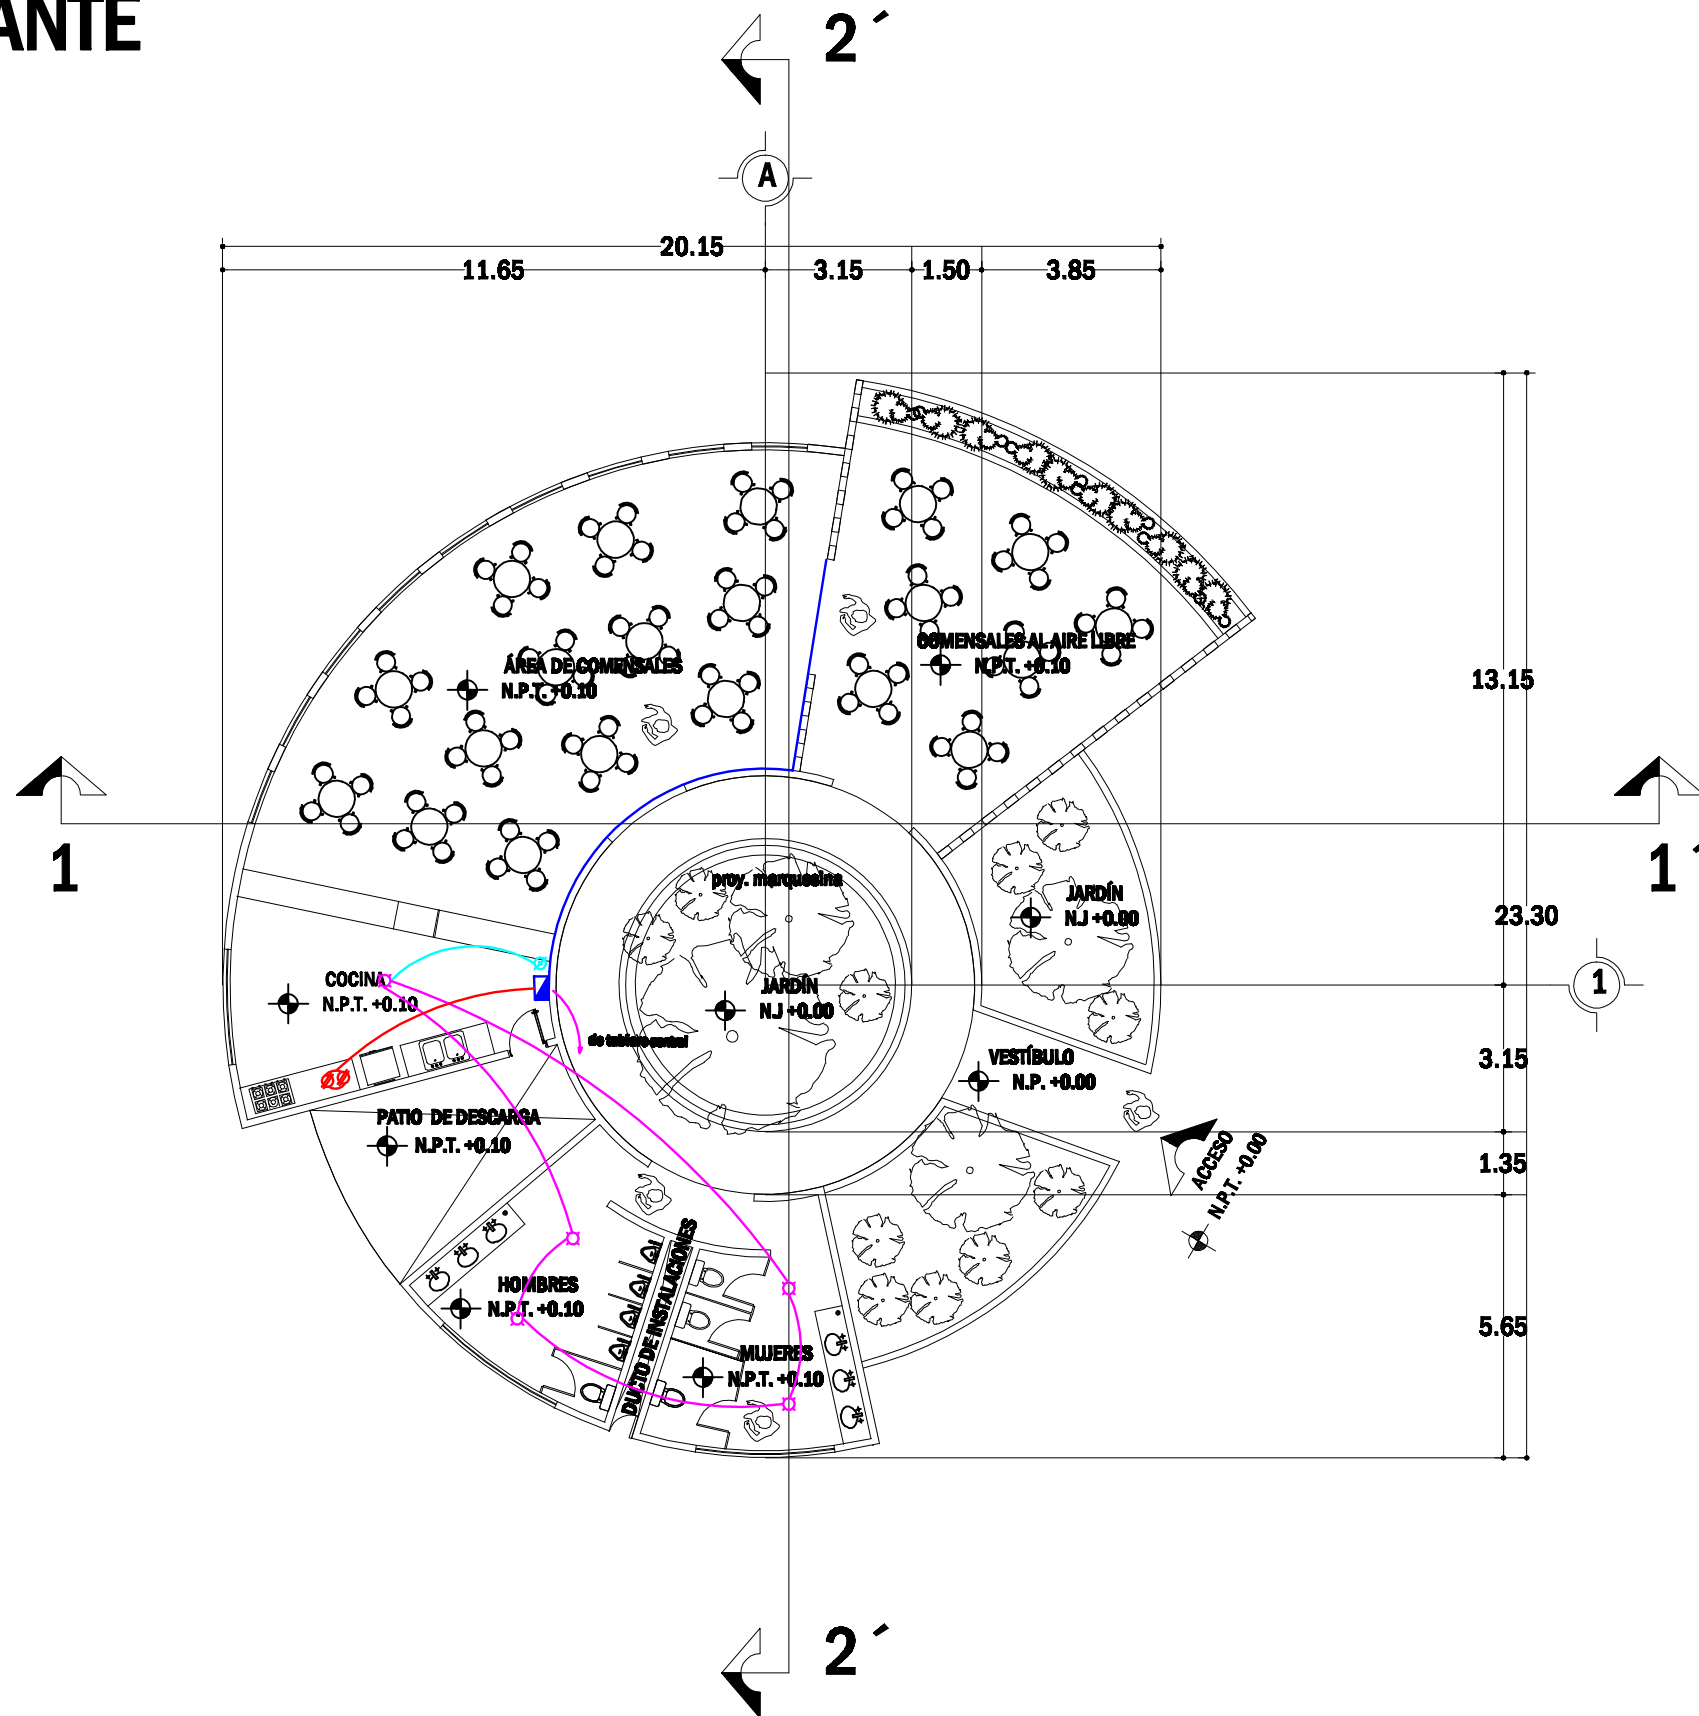 ANTE
2´
A
20.15
11.65
3.15
1.50
3.85
COMENSALES AL AIRE LIBRE
N.P.T. +0.10
ÁREA DE COMENSALES
N.P.T. +0.10
13.15
1
1´
proy. marquesina
JARDÍN
N.J +0.00
23.30
COCINA
N.P.T. +0.10
JARDÍN
N.J +0.00
1
de tablero central
VESTÍBULO
N.P. +0.00
3.15
PATIO DE DESCARGA
N.P.T. +0.10
ACCESO
N.P.T. +0.00
1.35
HOMBRES
N.P.T. +0.10
DUCTO DE INSTALACIONES
MUJERES
N.P.T. +0.10
5.65
2´